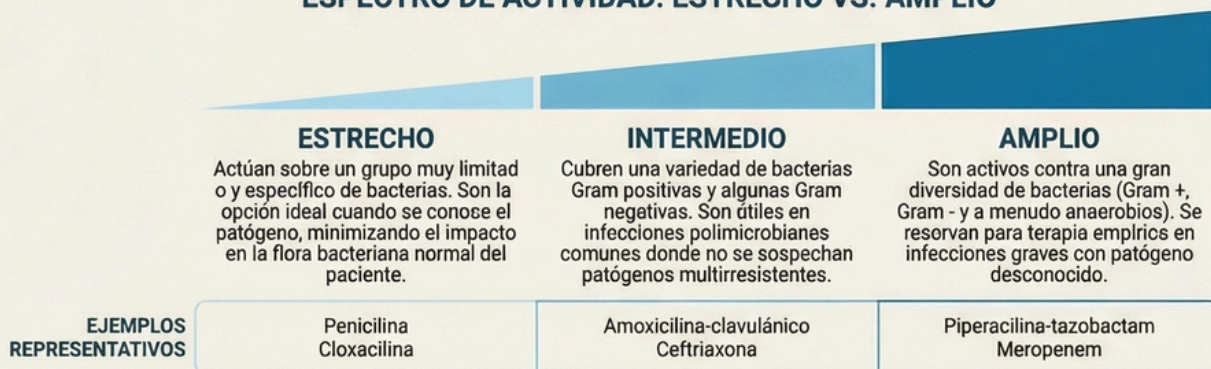 ESPECTRO DE ACTIVIDAD: ESTRECHO VS. AMPLIO
ESTRECHO
Actúan sobre un grupo muy limitad
o y específico de bacterias. Son la
opción ideal cuando se conose el
patógeno, minimizando el impacto
en la flora bacteriana normal del
paciente.
INTERMEDIO
Cubren una variedad de bacterias
Gram positivas y algunas Gram
negativas. Son útiles en
infecciones polimicrobianes
comunes donde no se sospechan
patógenos multirresistentes.
AMPLIO
Son activos contra una gran
diversidad de bacterias (Gram +,
Gram - y a menudo anaerobios). Se
resorvan para terapia emplrics en
infecciones graves con patógeno
desconocido.
EJEMPLOS
REPRESENTATIVOS
Penicilina
Cloxacilina
Amoxicilina-clavulánico
Ceftriaxona
Piperacilina-tazobactam
Meropenem